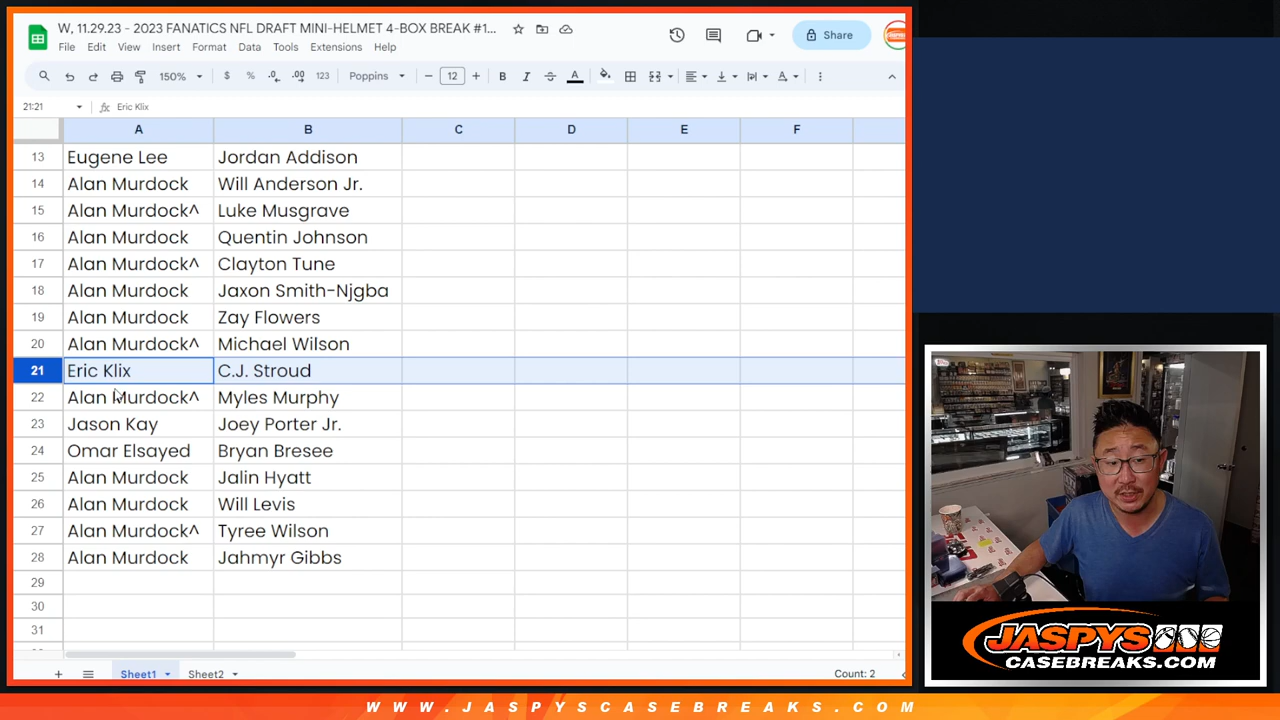 W, 11.29.23 - 2023 FANATICS NFL DRAFT MINI-HELMET 4-BOX BREAK #1...
File Edit View Insert Format Data Tools Extensions Help
Share
150% $ % .0 .00 123 Poppins 12 B I A
21:21 fx Eric Klix
A B C D E F
13 Eugene Lee Jordan Addison
14 Alan Murdock Will Anderson Jr.
15 Alan Murdock^ Luke Musgrave
16 Alan Murdock Quentin Johnson
17 Alan Murdock^ Clayton Tune
18 Alan Murdock Jaxon Smith-Njgba
19 Alan Murdock Zay Flowers
20 Alan Murdock^ Michael Wilson
21 Eric Klix C.J. Stroud
22 Alan Murdock^ Myles Murphy
23 Jason Kay Joey Porter Jr.
24 Omar Elsayed Bryan Bresee
25 Alan Murdock Jalin Hyatt
26 Alan Murdock Will Levis
27 Alan Murdock^ Tyree Wilson
28 Alan Murdock Jahmyr Gibbs
29
30
31
Sheet1 Sheet2 Count: 2
JASPYS
CASEBREAKS.COM
WWW.JASPYSCASEBREAKS.COM